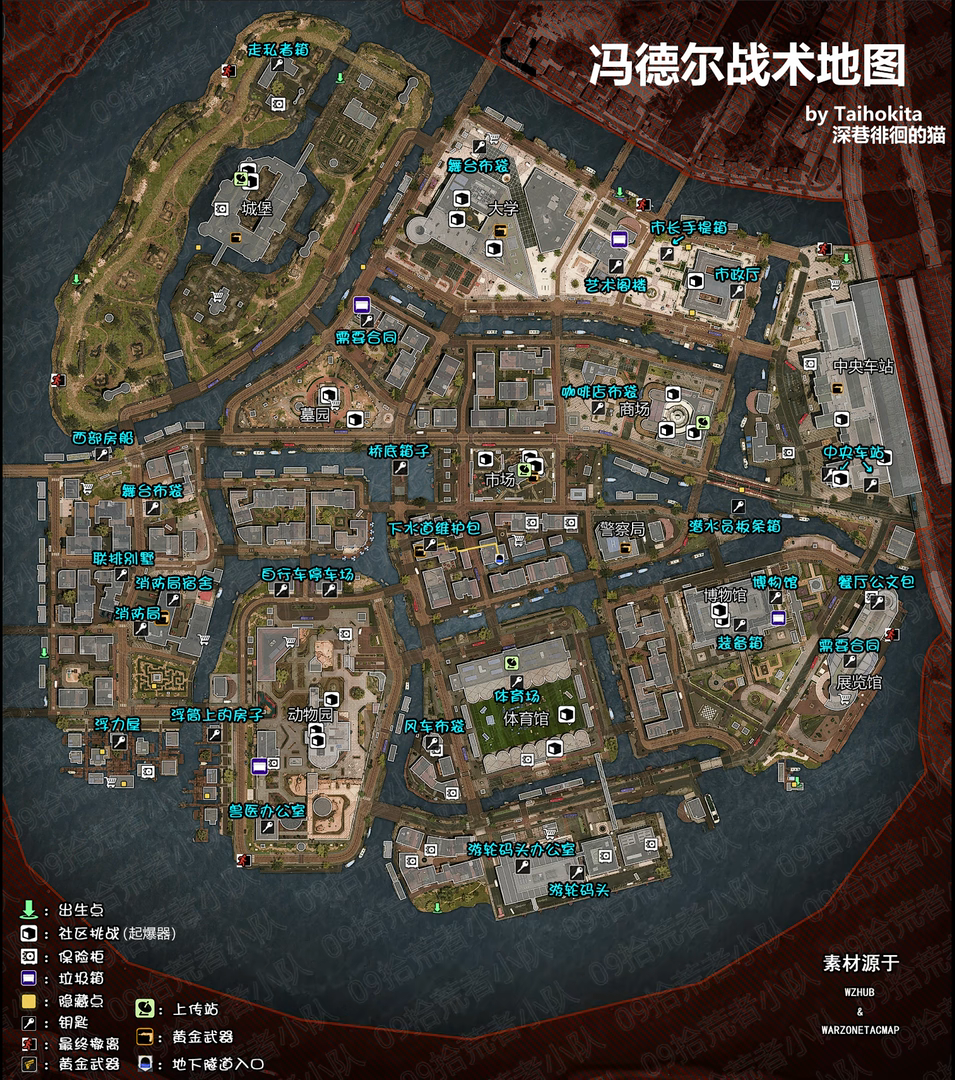 冯德尔战术地图
by Taihokita
深巷徘徊的猫
走私者箱
舞台布袋
城堡
大学
市长手提箱
艺术阁楼
市政厅
需要合同
中央车站
咖啡店布袋
商场
墓园
西部房船
桥底箱子
市场
中央车站
舞台布袋
下水道维护包
警察局
潜水员板条箱
联排别墅
消防局宿舍
自行车停车场
博物馆
博物馆
餐厅公文包
消防局
装备箱
需要合同
展览馆
浮力屋
浮筒上的房子
动物园
体育场
体育馆
风车布袋
兽医办公室
游轮码头办公室
游轮码头
：出生点
：社区挑战(起爆器)
：保险柜
：垃圾箱
：隐藏点
：钥匙
：最终撤离
：黄金武器
：上传站
：黄金武器
：地下隧道入口
素材源于
WZHUB
&
WARZONETACMAP
09拾荒者小队